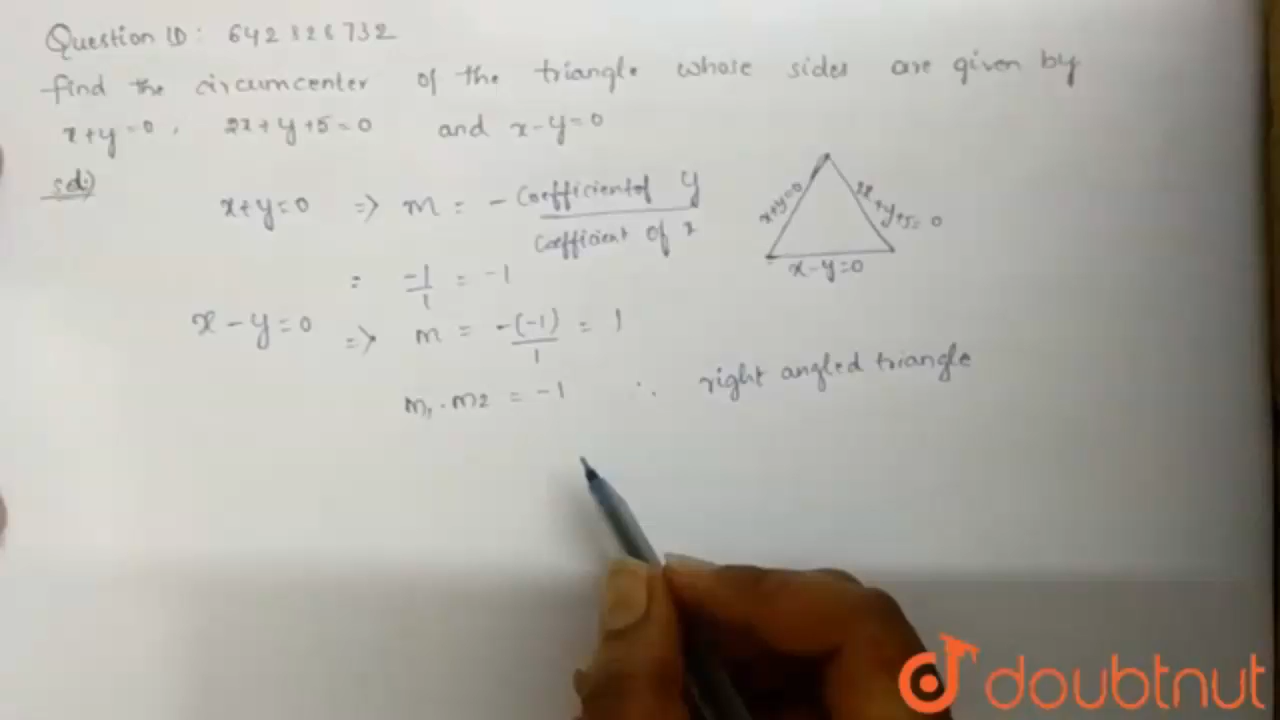 Question ID: 642828732
find the circumcenter of the triangle whose sides are given by
x+y=0, 2x+y+5=0 and x-y=0
sol:)
x+y=0 => m = - Coefficient of y / Coefficient of x
= -1/1 = -1
x-y=0 => m = -(-1)/1 = 1
m₁.m2 = -1 ∴ right angled triangle
x+y=0
2x+y+5=0
x-y=0
doubtnut